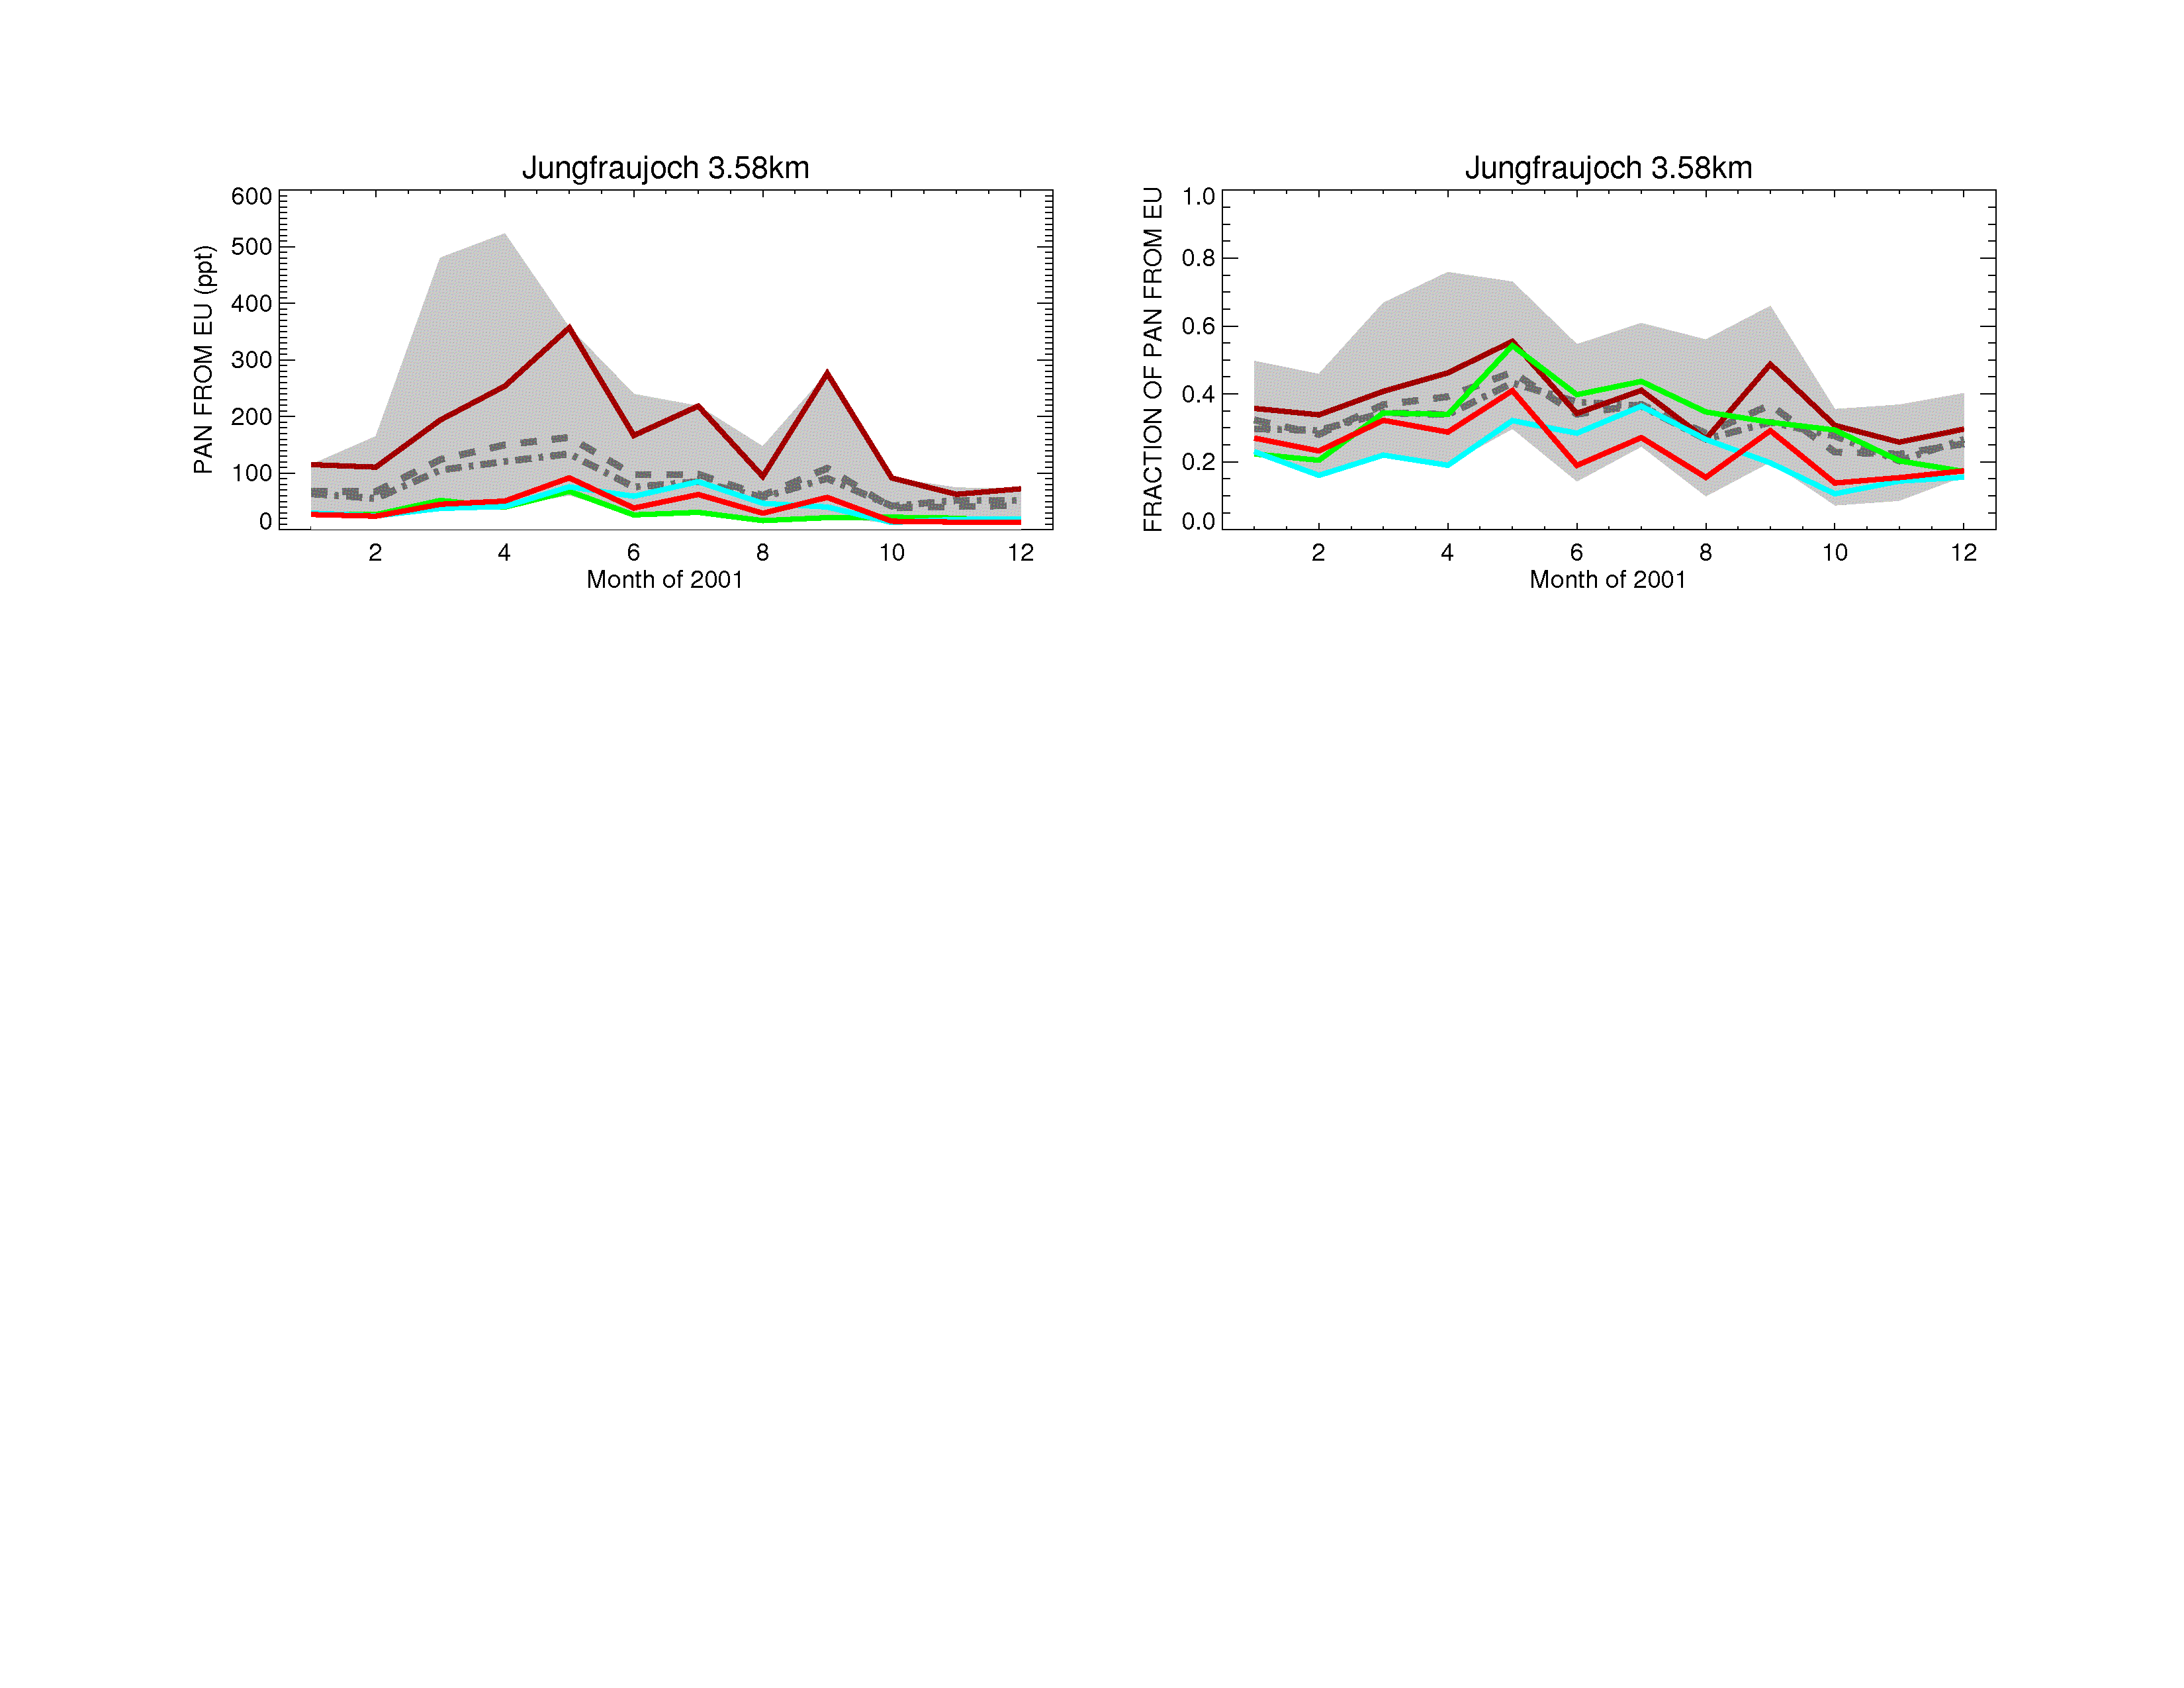 Jungfraujoch 3.58km
PAN FROM EU (ppt)
600
500
400
300
200
100
0
2 4 6 8 10 12
Month of 2001
Jungfraujoch 3.58km
FRACTION OF PAN FROM EU
1.0
0.8
0.6
0.4
0.2
0.0
2 4 6 8 10 12
Month of 2001